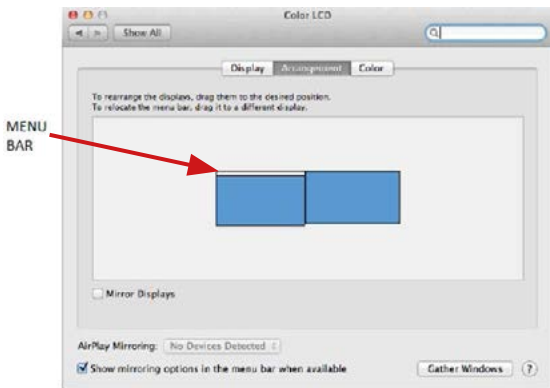 Color LCD
Show All
Display Arrangement Color
To rearrange the displays, drag them to the desired position.
To relocate the menu bar, drag it to a different display.
MENU
BAR
Mirror Displays
AirPlay Mirroring: No Devices Detected
Show mirroring options in the menu bar when available
Gather Windows ?